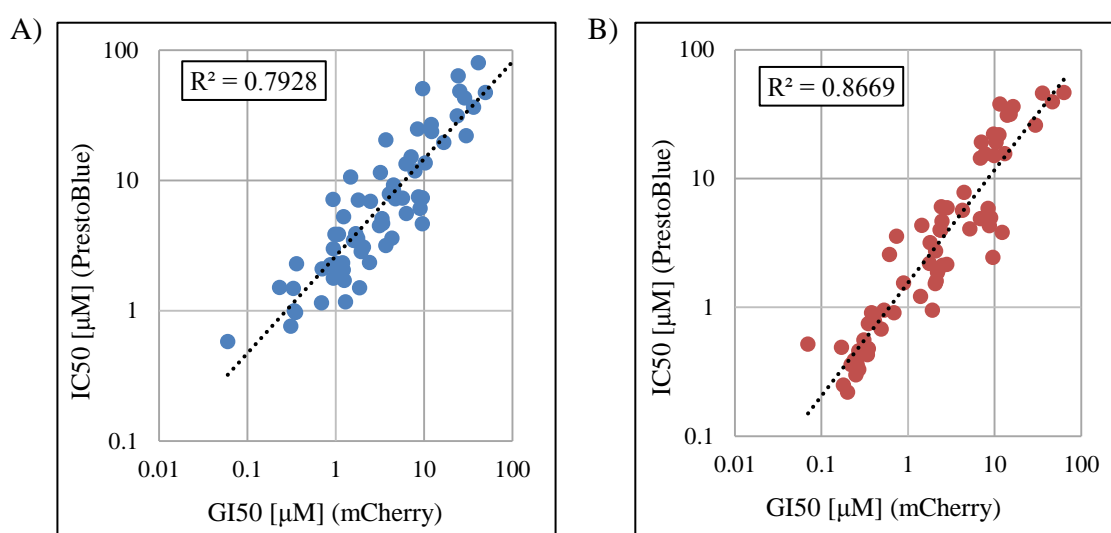 A)
R² = 0.7928
IC50 [µM] (PrestoBlue)
100
10
1
0.1
0.01 0.1 1 10 100
GI50 [µM] (mCherry)
B)
R² = 0.8669
IC50 [µM] (PrestoBlue)
100
10
1
0.1
0.01 0.1 1 10 100
GI50 [µM] (mCherry)